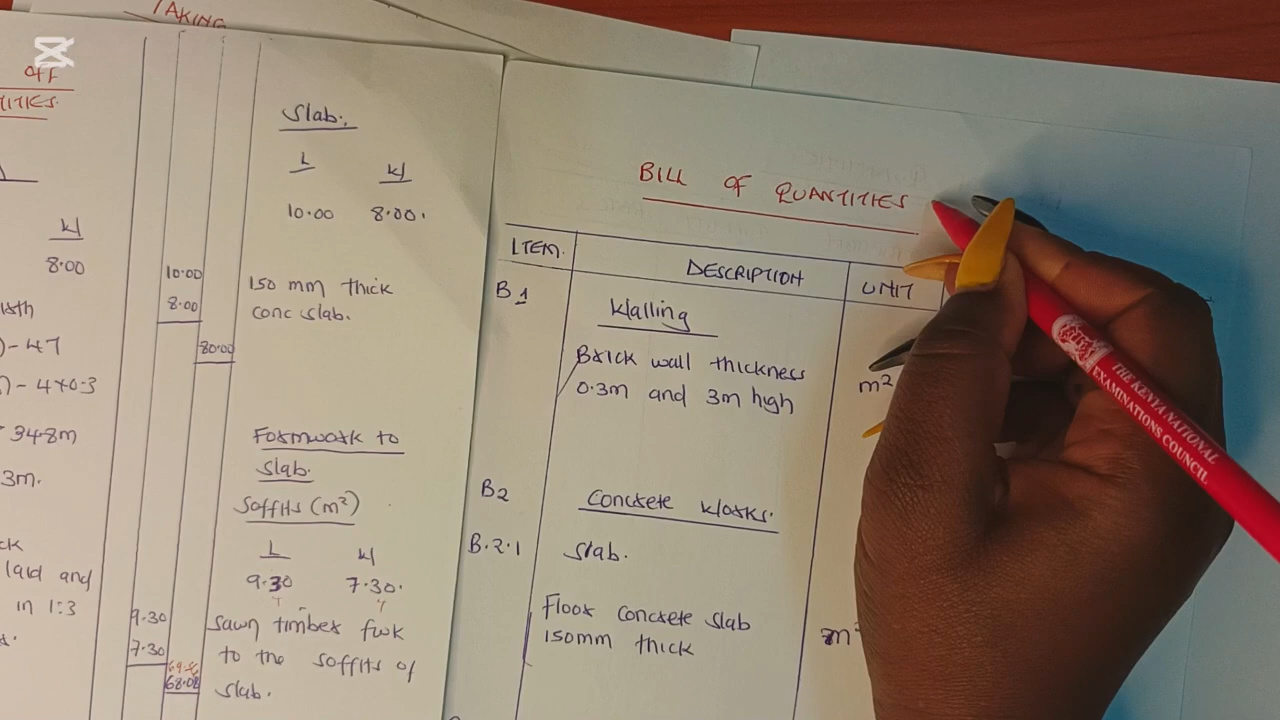 TAKING
OFF
TITIES.
W
8.00
) - 47
) - 4×0.3
34.8m
3m.
ck
laid and
in 1:3
Slab.
L W
10.00 8.00.
10.00
8.00
80.00
150 mm thick
conc slab.
Formwork to
slab.
Soffits (m²)
L W
9.30 7.30.
9.30
7.30
68.08
Sawn timber fwk
to the soffits of
slab.
BILL OF QUANTITIES
ITEM. DESCRIPTION UNIT
B1 Walling
Brick wall thickness
0.3m and 3m high m²
B2 Concrete Works.
B.2.1 Slab.
Floor concrete slab
150mm thick
THE KENYA NATIONAL
EXAMINATIONS COUNCIL